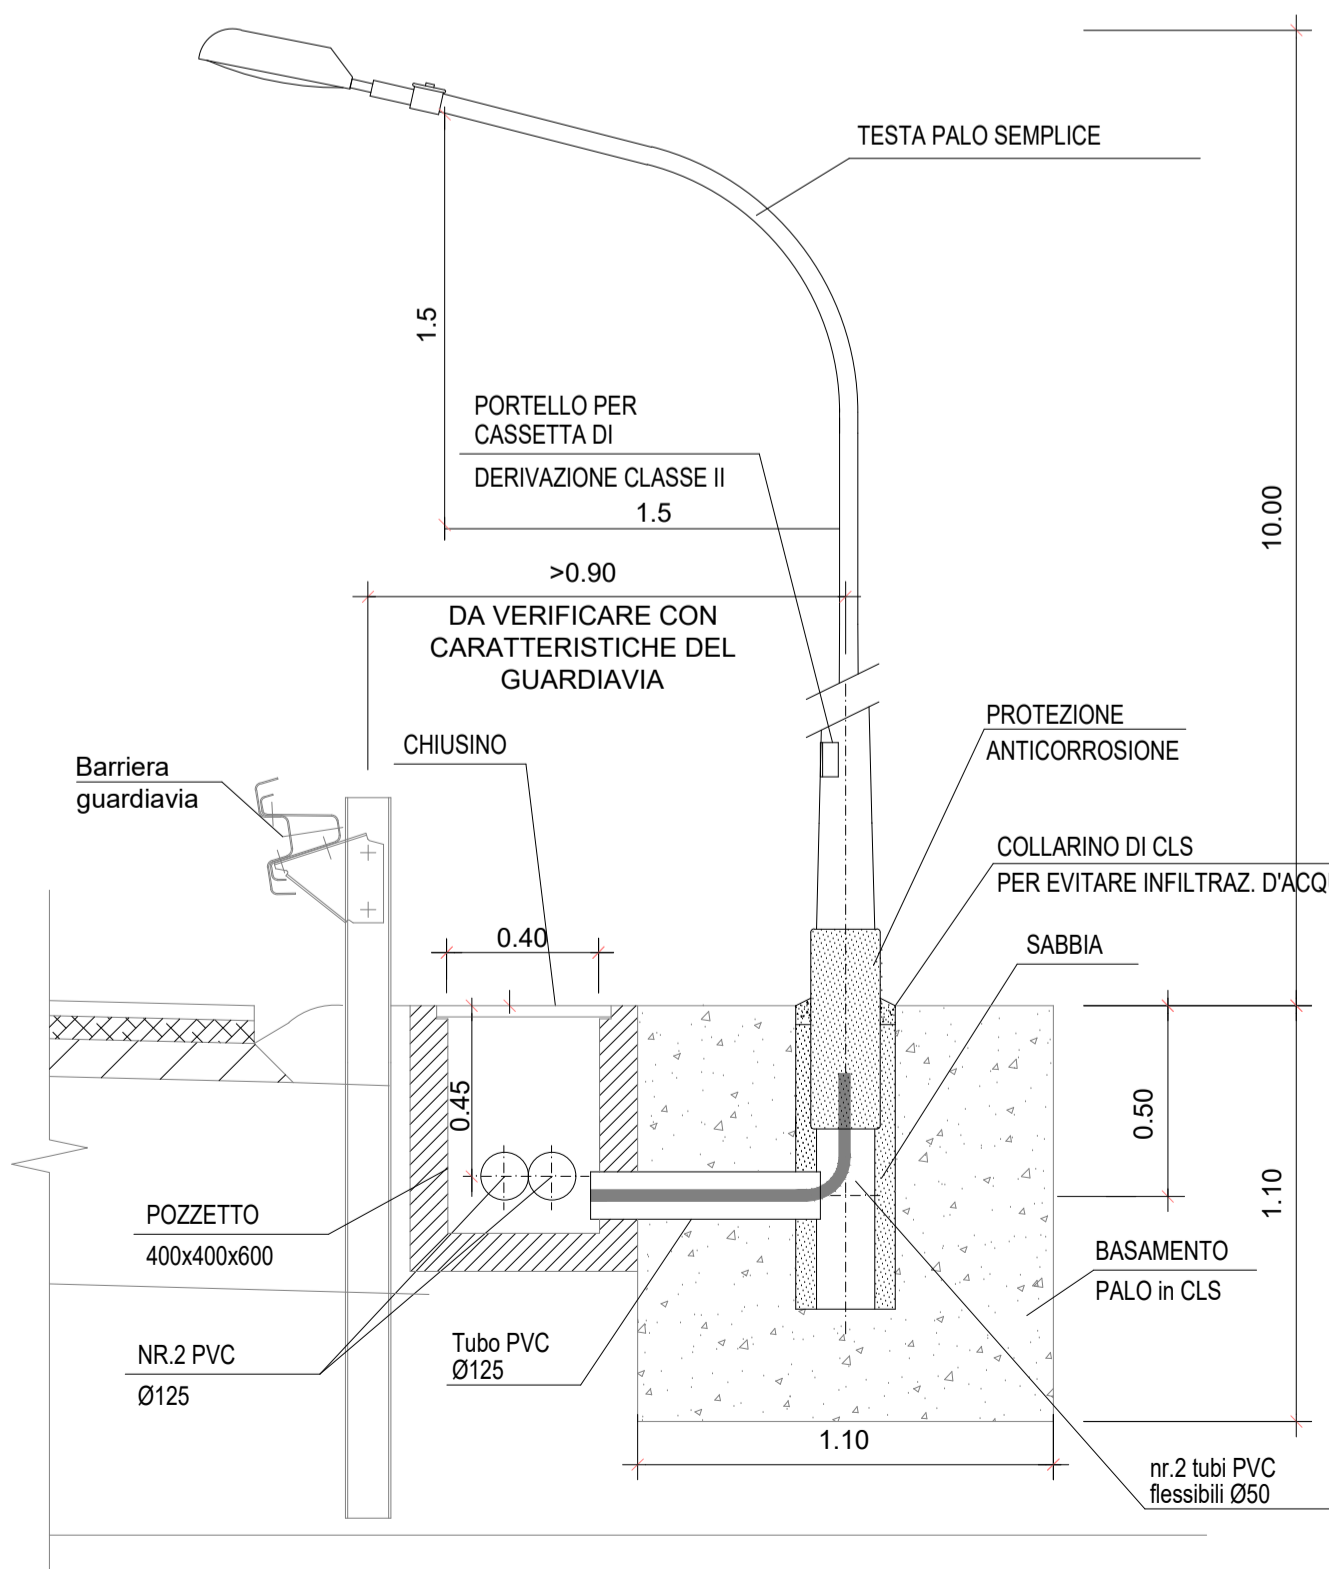 TESTA PALO SEMPLICE
1.5
PORTELLO PER
CASSETTA DI
DERIVAZIONE CLASSE II
1.5
10.00
>0.90
DA VERIFICARE CON
CARATTERISTICHE DEL
GUARDIAVIA
PROTEZIONE
ANTICORROSIONE
CHIUSINO
Barriera
guardiavia
COLLARINO DI CLS
PER EVITARE INFILTRAZ. D'ACQ
0.40
SABBIA
0.45
0.50
1.10
POZZETTO
400x400x600
BASAMENTO
PALO in CLS
NR.2 PVC
Ø125
Tubo PVC
Ø125
1.10
nr.2 tubi PVC
flessibili Ø50